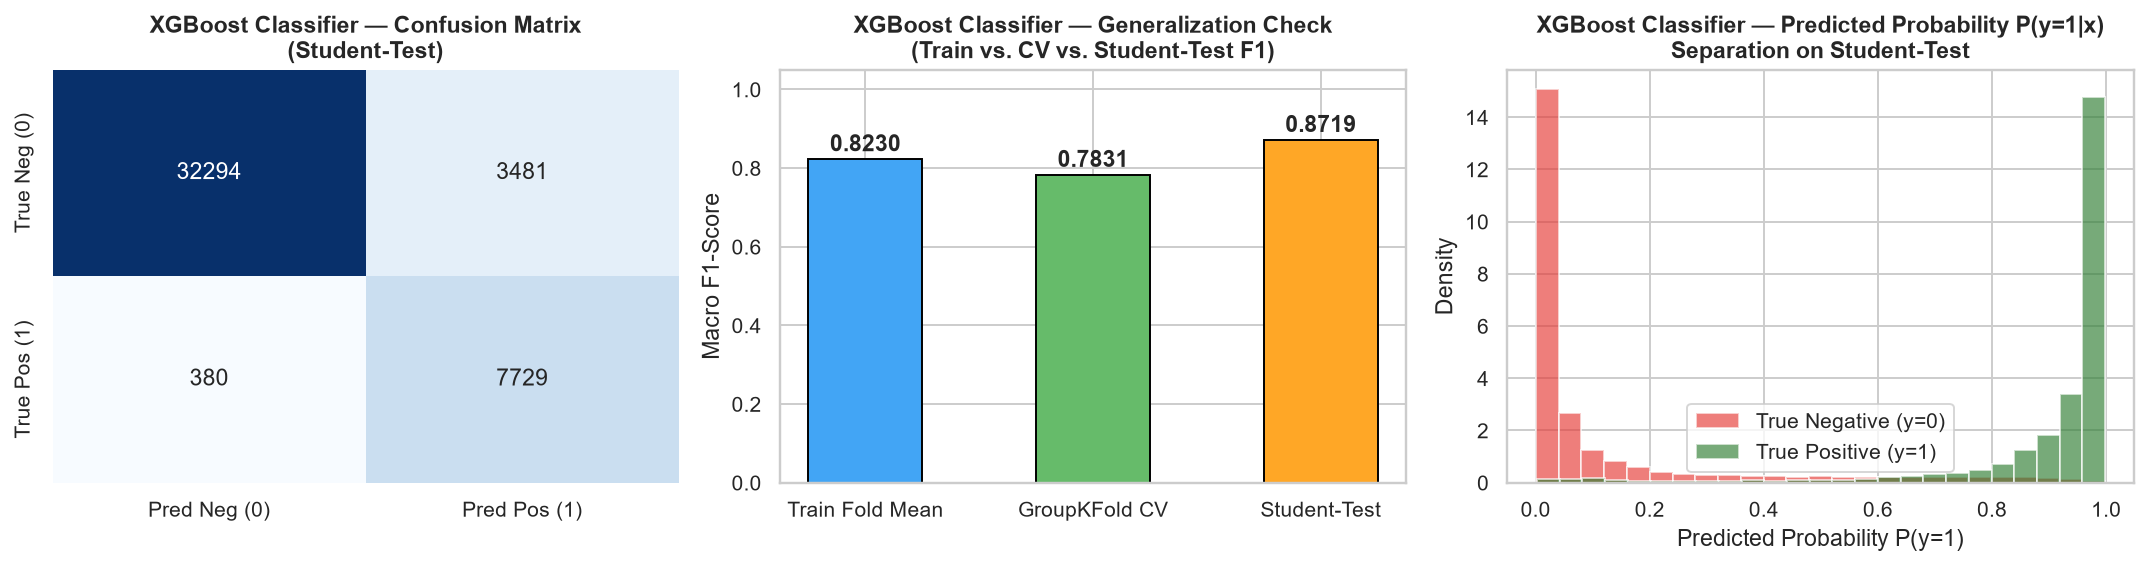 XGBoost Classifier — Confusion Matrix
(Student-Test)
True Neg (0)
32294
3481
True Pos (1)
380
7729
Pred Neg (0)
Pred Pos (1)
XGBoost Classifier — Generalization Check
(Train vs. CV vs. Student-Test F1)
Macro F1-Score
1.0
0.8
0.6
0.4
0.2
0.0
0.8230
0.7831
0.8719
Train Fold Mean
GroupKFold CV
Student-Test
XGBoost Classifier — Predicted Probability P(y=1|x)
Separation on Student-Test
Density
14
12
10
8
6
4
2
0
True Negative (y=0)
True Positive (y=1)
0.0
0.2
0.4
0.6
0.8
1.0
Predicted Probability P(y=1)